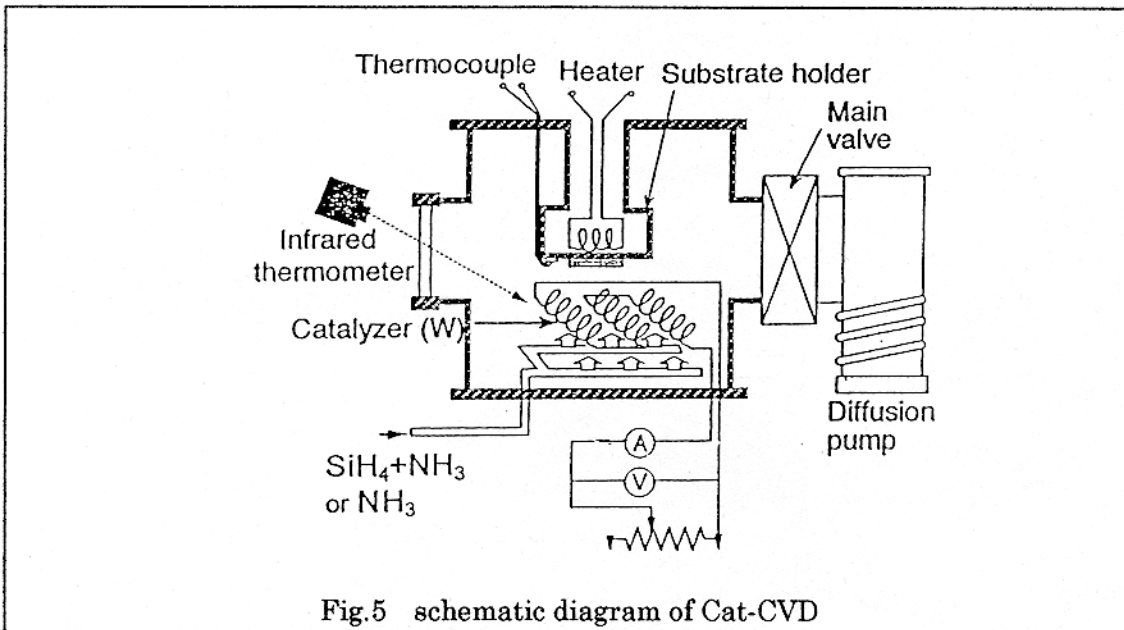 Thermocouple
Heater
Substrate holder
Main
valve
Infrared
thermometer
Catalyzer (W)
Diffusion
pump
SiH₄+NH₃
or NH₃
A
V
Fig.5 schematic diagram of Cat-CVD